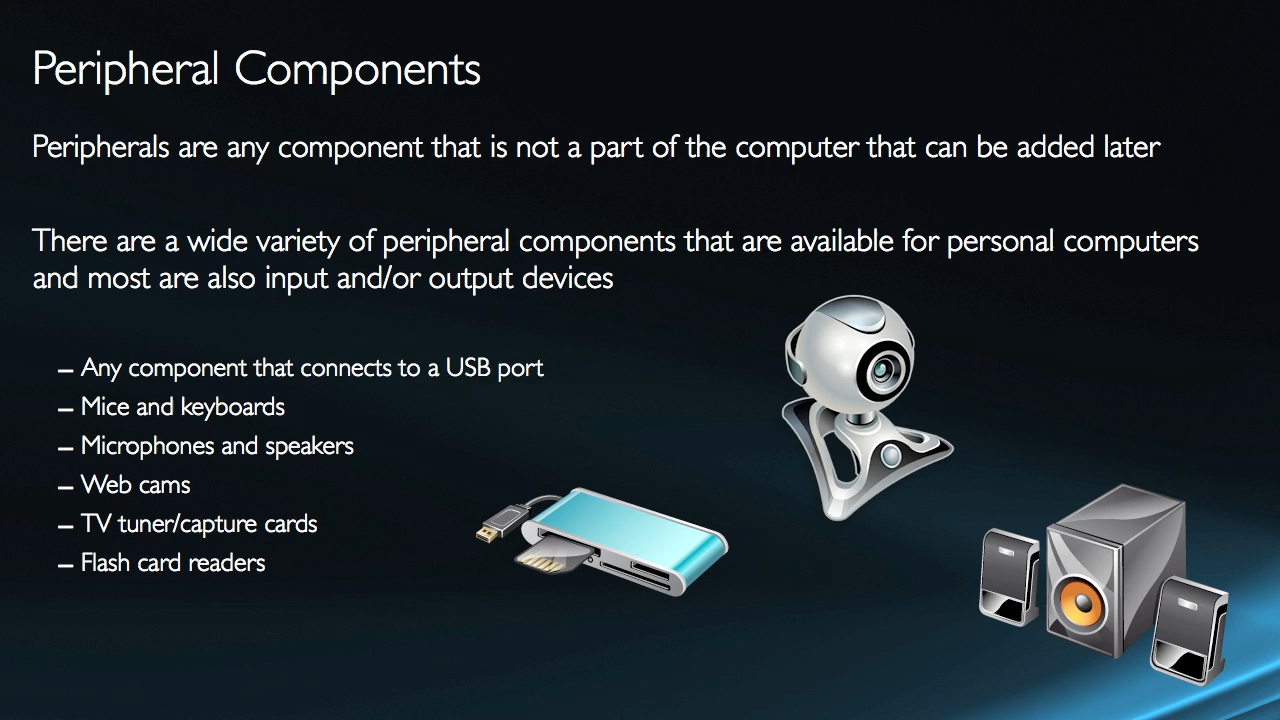 Peripheral Components
Peripherals are any component that is not a part of the computer that can be added later
There are a wide variety of peripheral components that are available for personal computers
and most are also input and/or output devices
– Any component that connects to a USB port
– Mice and keyboards
– Microphones and speakers
– Web cams
– TV tuner/capture cards
– Flash card readers